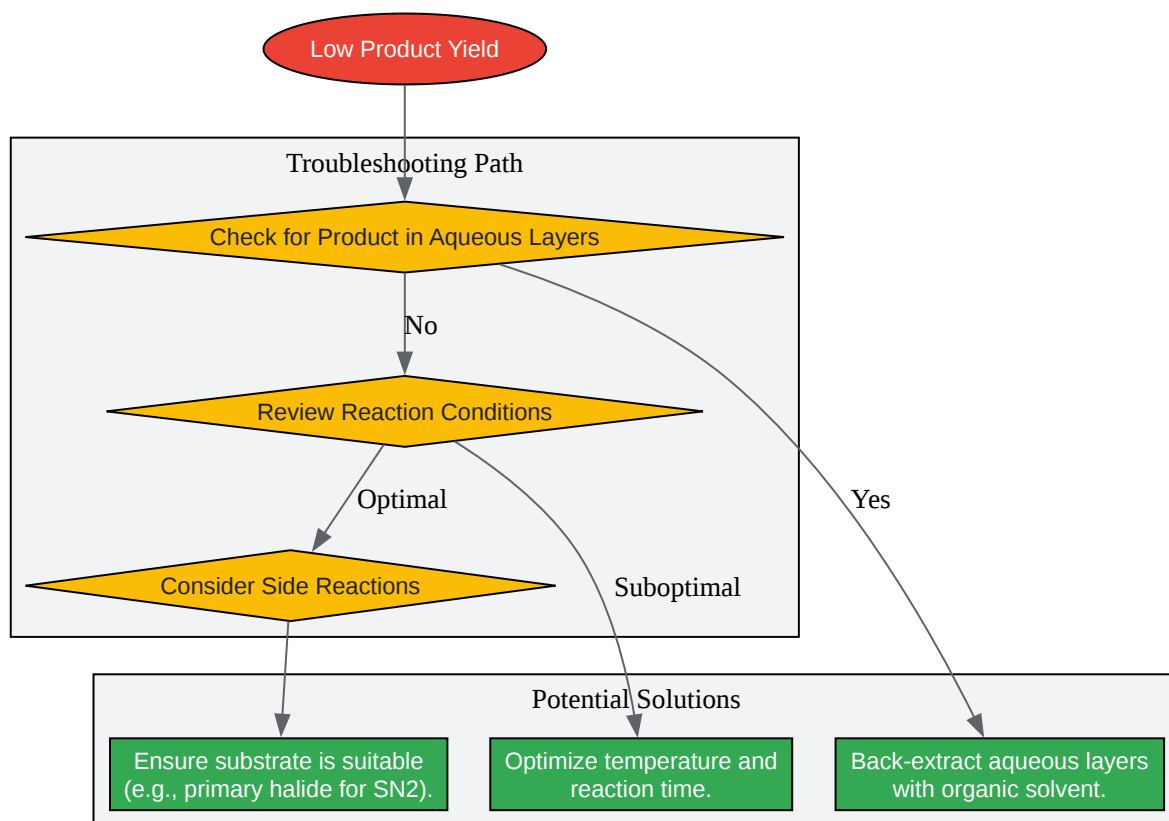 Low Product Yield
Troubleshooting Path
Check for Product in Aqueous Layers
No
Review Reaction Conditions
Optimal
Yes
Consider Side Reactions
Suboptimal
Potential Solutions
Ensure substrate is suitable
(e.g., primary halide for SN2).
Optimize temperature and
reaction time.
Back-extract aqueous layers
with organic solvent.